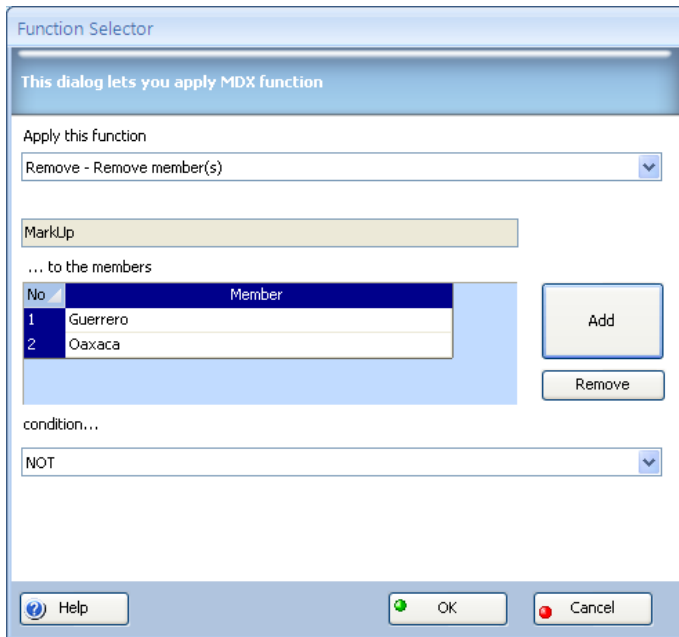 Function Selector
This dialog lets you apply MDX function
Apply this function
Remove - Remove member(s)
MarkUp
... to the members
No Member
1 Guerrero
2 Oaxaca
Add
Remove
condition...
NOT
Help OK Cancel